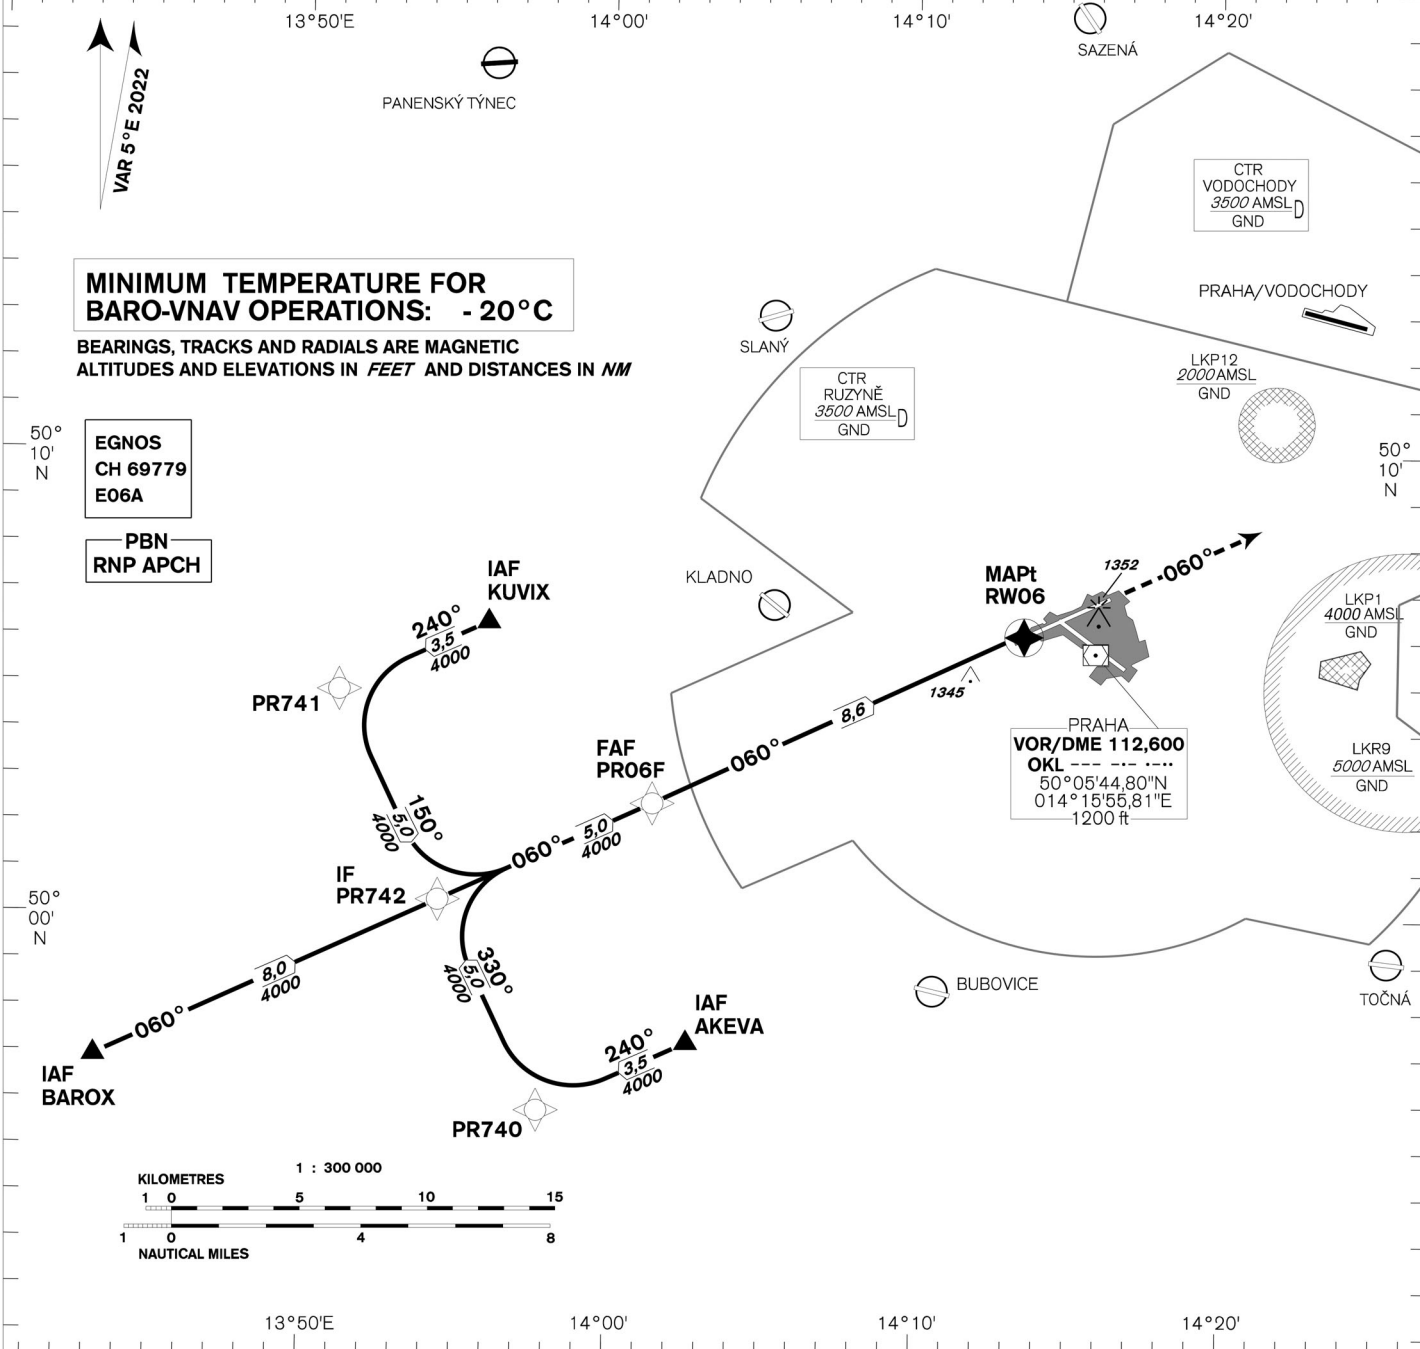 13°50'E
14°00'
14°10'
14°20'
SAZENÁ
PANENSKÝ TÝNEC
VAR 5°E 2022
CTR
VODOCHODY
3500 AMSL D
GND
MINIMUM TEMPERATURE FOR
BARO-VNAV OPERATIONS: - 20°C
PRAHA/VODOCHODY
SLANÝ
BEARINGS, TRACKS AND RADIALS ARE MAGNETIC
ALTITUDES AND ELEVATIONS IN FEET AND DISTANCES IN NM
LKP12
2000 AMSL
GND
CTR
RUZYNĚ
3500 AMSL D
GND
50°
10'
N
EGNOS
CH 69779
E06A
50°
10'
N
PBN
RNP APCH
IAF
KUVIX
KLADNO
MAPt
RW06
1352
060°
LKP1
4000 AMSL
GND
240°
3,5
4000
PR741
1345
8,6
PRAHA
VOR/DME 112,600
OKL --- -·- ·-··
50°05'44,80"N
014°15'55,81"E
1200 ft
FAF
PR06F
060°
LKR9
5000 AMSL
GND
150°
5,0
4000
060°
5,0
4000
IF
PR742
50°
00'
N
8,0
4000
330°
5,0
4000
060°
BUBOVICE
TOČNÁ
IAF
AKEVA
240°
3,5
4000
IAF
BAROX
PR740
1 : 300 000
KILOMETRES
1 0 5 10 15
1 0 4 8
NAUTICAL MILES
13°50'E
14°00'
14°10'
14°20'